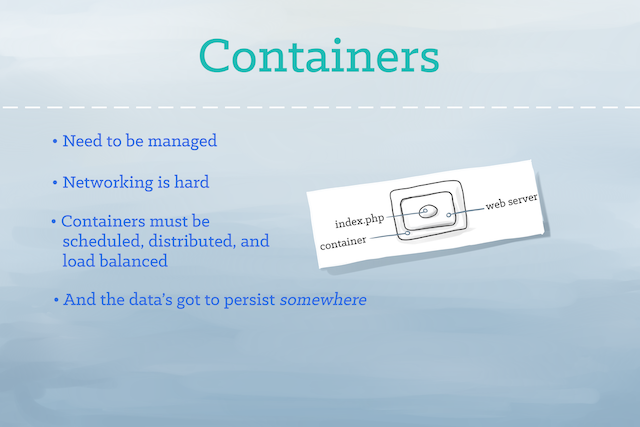 Containers
• Need to be managed
• Networking is hard
• Containers must be
scheduled, distributed, and
load balanced
• And the data’s got to persist somewhere
index.php
web server
container